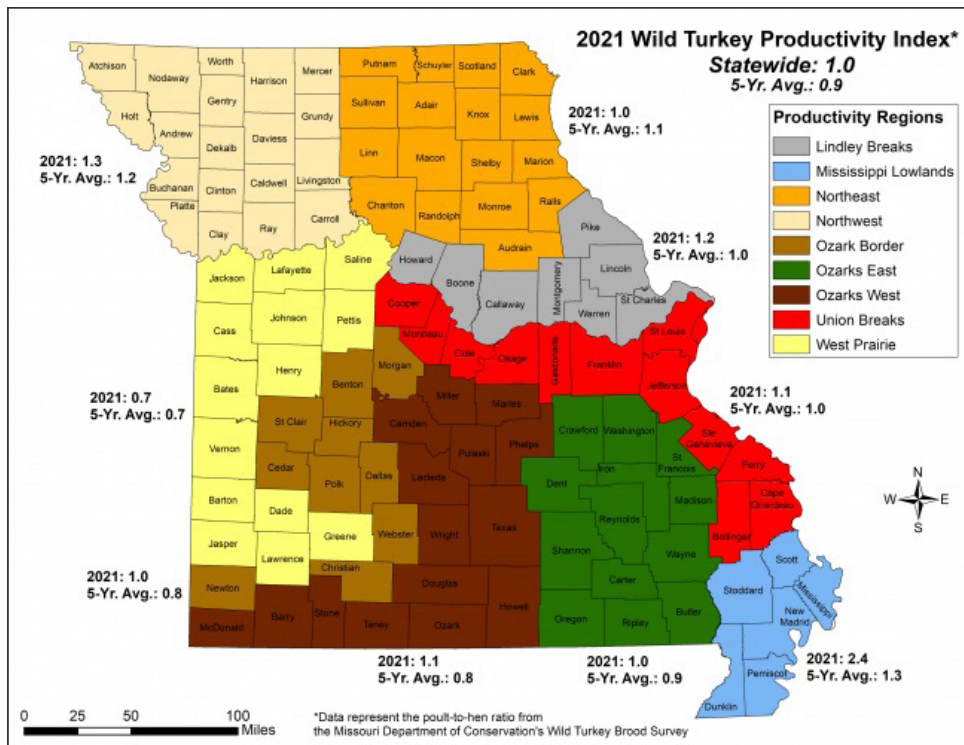 2021 Wild Turkey Productivity Index*
Statewide: 1.0
5-Yr. Avg.: 0.9
Productivity Regions
Lindley Breaks
Mississippi Lowlands
Northeast
Northwest
Ozark Border
Ozarks East
Ozarks West
Union Breaks
West Prairie
Atchison
Nodaway
Worth
Harrison
Mercer
Putnam
Schuyler
Scotland
Clark
Holt
Gentry
Grundy
Sullivan
Adair
Knox
Lewis
2021: 1.0
5-Yr. Avg.: 1.1
Andrew
Daviess
Dekalb
Linn
Macon
Shelby
Marion
2021: 1.3
5-Yr. Avg.: 1.2
Buchanan
Platte
Clinton
Caldwell
Livingston
Clay
Ray
Carroll
Chariton
Randolph
Monroe
Ralls
Audrain
Pike
2021: 1.2
5-Yr. Avg.: 1.0
Jackson
Lafayette
Saline
Howard
Boone
Callaway
Montgomery
Lincoln
Warren
St Charles
Cass
Johnson
Pettis
Cooper
Moniteau
Cole
Osage
Gasconade
Franklin
St Louis
Jefferson
Bates
Henry
Benton
Morgan
Miller
Maries
2021: 0.7
5-Yr. Avg.: 0.7
2021: 1.1
5-Yr. Avg.: 1.0
Vernon
St Clair
Hickory
Camden
Pulaski
Phelps
Crawford
Washington
Ste
Genevieve
St
Francois
Perry
Cedar
Polk
Dallas
Laclede
Dent
Iron
Madison
Cape
Girardeau
Bollinger
Barton
Dade
Greene
Webster
Wright
Texas
Reynolds
Shannon
Wayne
Jasper
Lawrence
Christian
Douglas
Howell
Carter
Butler
Stoddard
Scott
Mississippi
New
Madrid
2021: 1.0
5-Yr. Avg.: 0.8
Newton
McDonald
Barry
Stone
Taney
Ozark
Oregon
Ripley
Pemiscot
Dunklin
2021: 1.1
5-Yr. Avg.: 0.8
2021: 1.0
5-Yr. Avg.: 0.9
2021: 2.4
5-Yr. Avg.: 1.3
N
W
E
S
0 25 50 100
Miles
*Data represent the poult-to-hen ratio from
the Missouri Department of Conservation's Wild Turkey Brood Survey